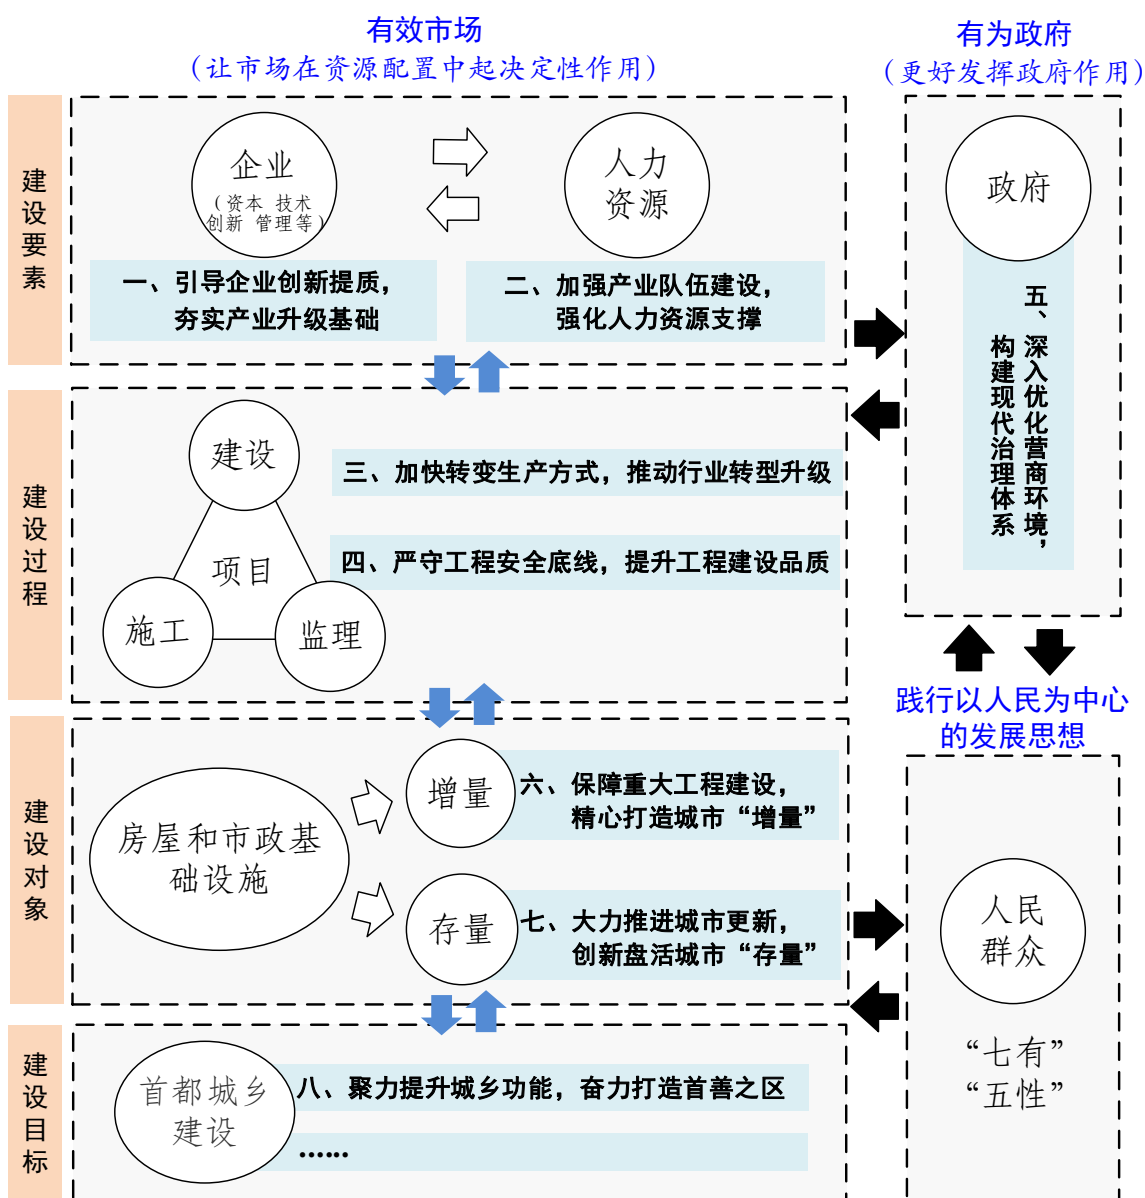 有效市场
（让市场在资源配置中起决定性作用）
有为政府
（更好发挥政府作用）
建设要素
企业
（资本 技术
创新 管理等）
人力
资源
一、引导企业创新提质，
夯实产业升级基础
二、加强产业队伍建设，
强化人力资源支撑
政府
五、深入优化营商环境，
构建现代治理体系
建设过程
建设
项目
施工
监理
三、加快转变生产方式，推动行业转型升级
四、严守工程安全底线，提升工程建设品质
践行以人民为中心
的发展思想
建设对象
房屋和市政基
础设施
增量
六、保障重大工程建设，
精心打造城市“增量”
存量
七、大力推进城市更新，
创新盘活城市“存量”
人民
群众
“七有”
“五性”
建设目标
首都城乡
建设
八、聚力提升城乡功能，奋力打造首善之区
……